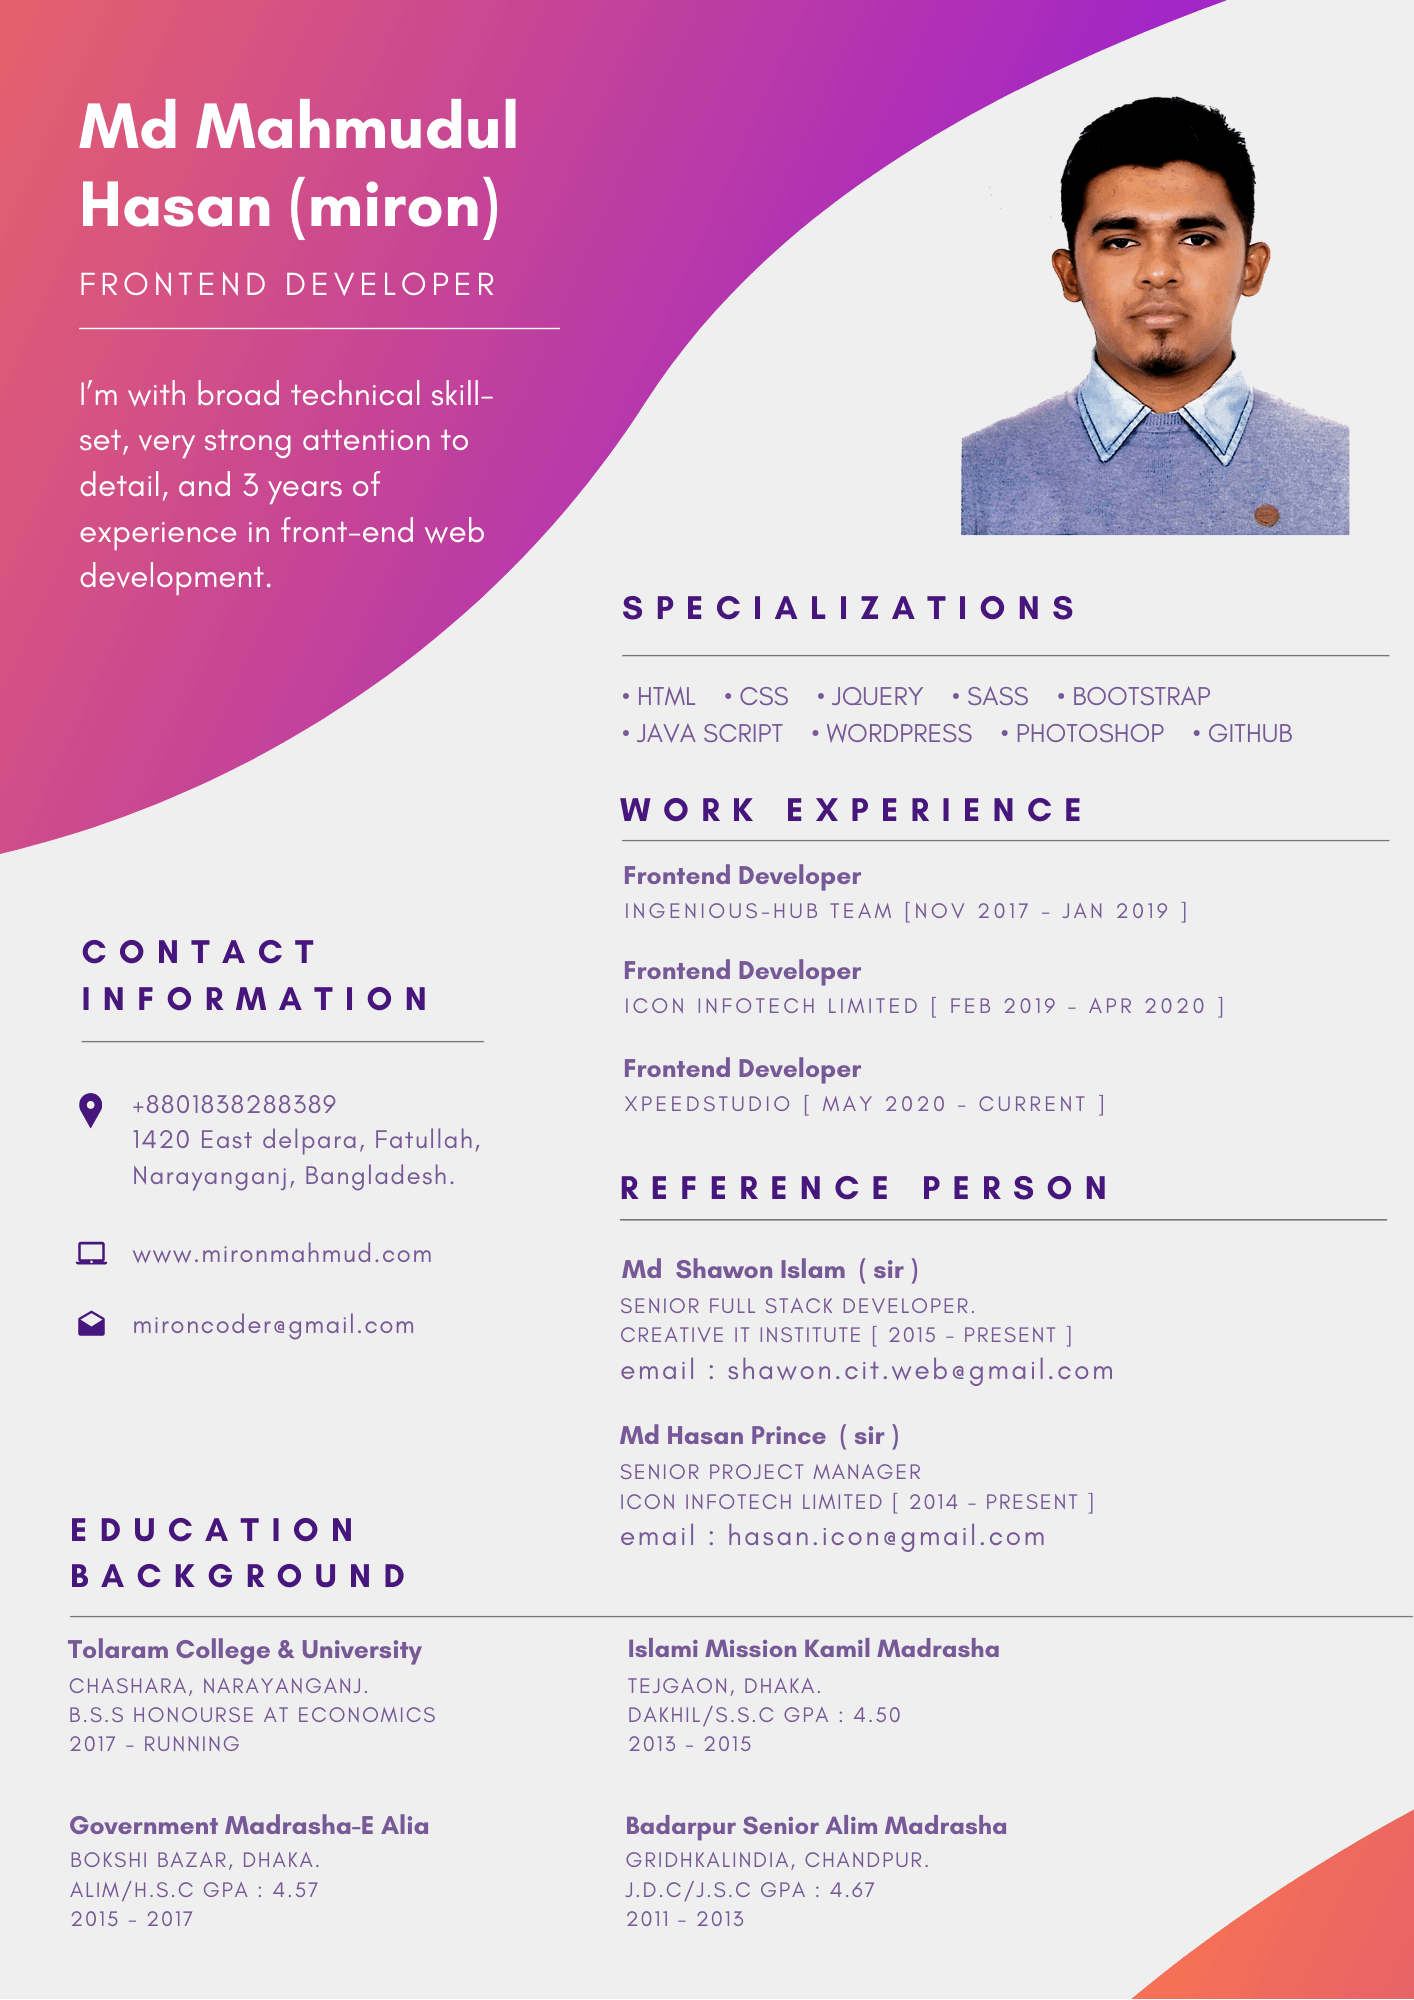 Md Mahmudul
Hasan (miron)
FRONTEND DEVELOPER
I'm with broad technical skill-
set, very strong attention to
detail, and 3 years of
experience in front-end web
development.
SPECIALIZATIONS
• HTML • CSS • JQUERY • SASS • BOOTSTRAP
• JAVA SCRIPT • WORDPRESS • PHOTOSHOP • GITHUB
WORK EXPERIENCE
Frontend Developer
INGENIOUS-HUB TEAM [NOV 2017 - JAN 2019 ]
Frontend Developer
ICON INFOTECH LIMITED [ FEB 2019 - APR 2020 ]
Frontend Developer
XPEEDSTUDIO [ MAY 2020 - CURRENT ]
CONTACT
INFORMATION
+8801838288389
1420 East delpara, Fatullah,
Narayanganj, Bangladesh.
www.mironmahmud.com
mironcoder@gmail.com
REFERENCE PERSON
Md Shawon Islam ( sir )
SENIOR FULL STACK DEVELOPER.
CREATIVE IT INSTITUTE [ 2015 - PRESENT ]
email : shawon.cit.web@gmail.com
Md Hasan Prince ( sir )
SENIOR PROJECT MANAGER
ICON INFOTECH LIMITED [ 2014 - PRESENT ]
email : hasan.icon@gmail.com
EDUCATION
BACKGROUND
Tolaram College & University
CHASHARA, NARAYANGANJ.
B.S.S HONOURSE AT ECONOMICS
2017 - RUNNING
Islami Mission Kamil Madrasha
TEJGAON, DHAKA.
DAKHIL/S.S.C GPA : 4.50
2013 - 2015
Government Madrasha-E Alia
BOKSHI BAZAR, DHAKA.
ALIM/H.S.C GPA : 4.57
2015 - 2017
Badarpur Senior Alim Madrasha
GRIDHKALINDIA, CHANDPUR.
J.D.C/J.S.C GPA : 4.67
2011 - 2013